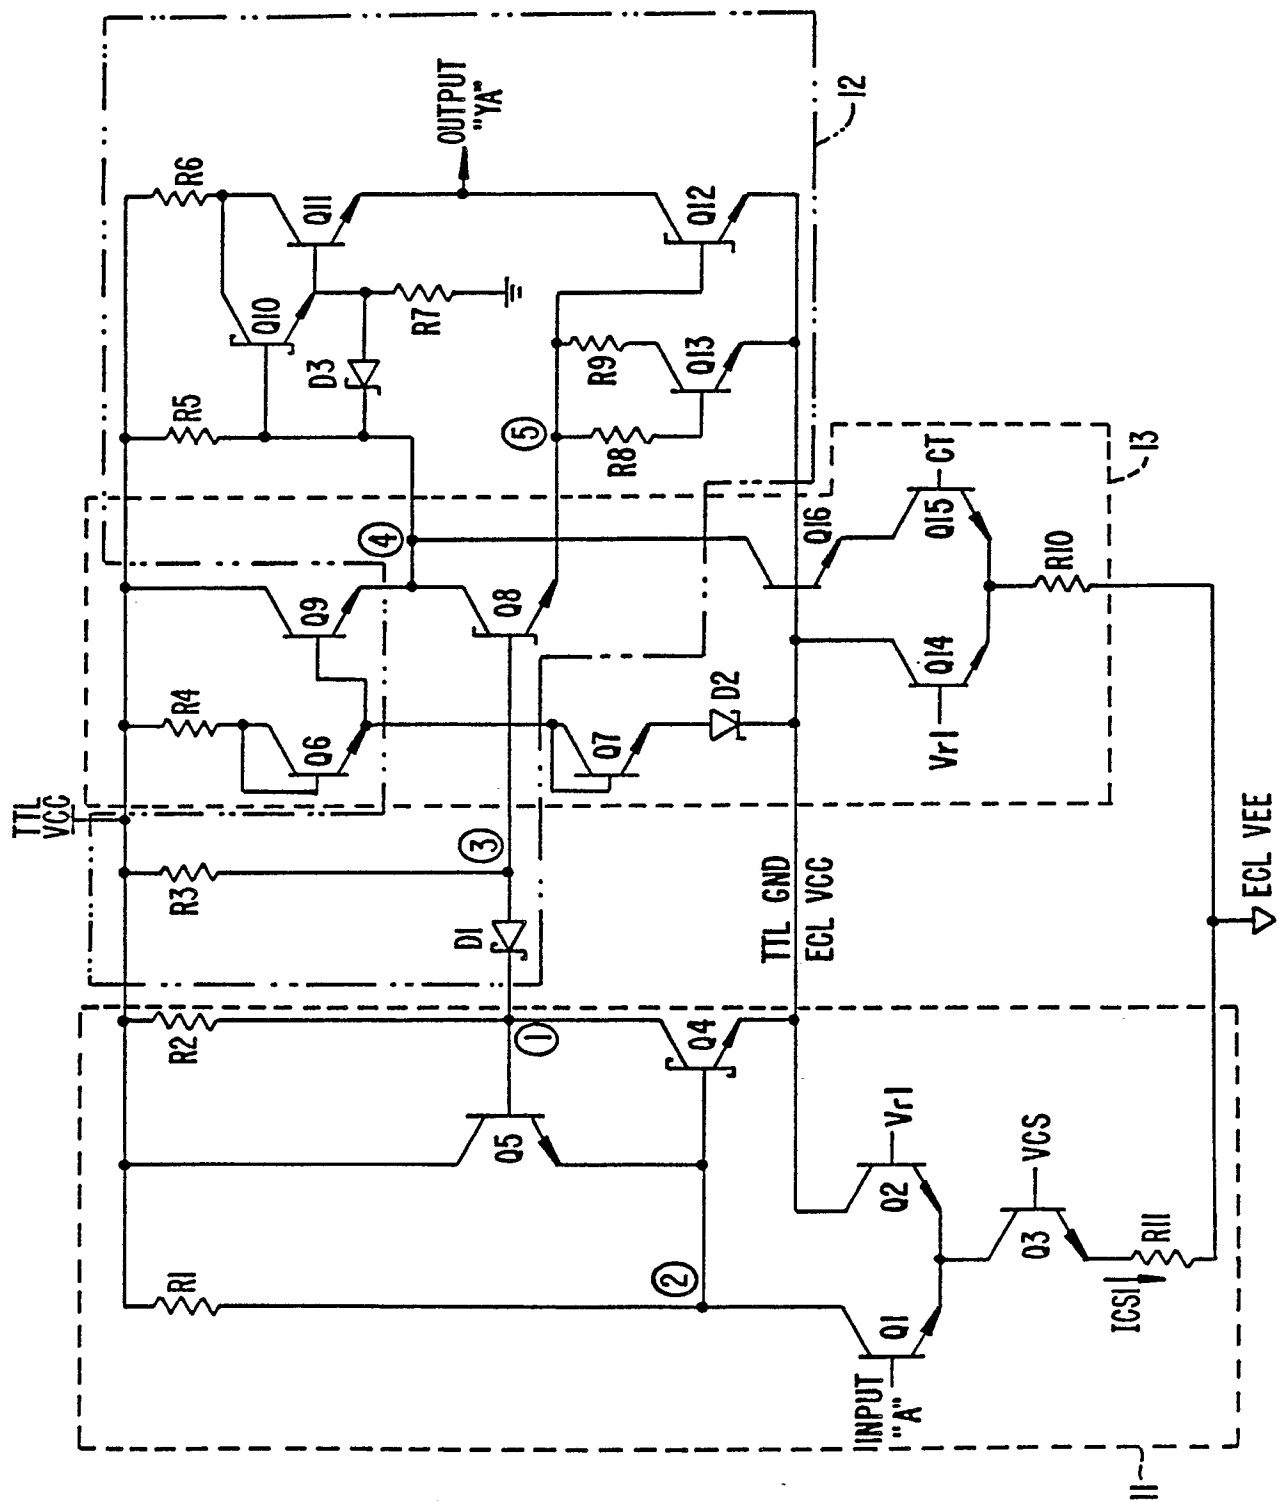 TTL
VCC
R1
R2
R3
R4
R5
R6
Q5
1
D1
3
Q6
Q9
4
Q8
D3
Q10
Q11
R7
OUTPUT
"YA"
12
2
Q4
Q7
D2
5
R8
R9
Q13
Q12
TTL GND
ECL VCC
Q16
INPUT
"A"
Q1
Q2
Vr1
Vr1
Q14
Q15
CT
13
Q3
VCS
ICS1
R11
R10
ECL VEE
11